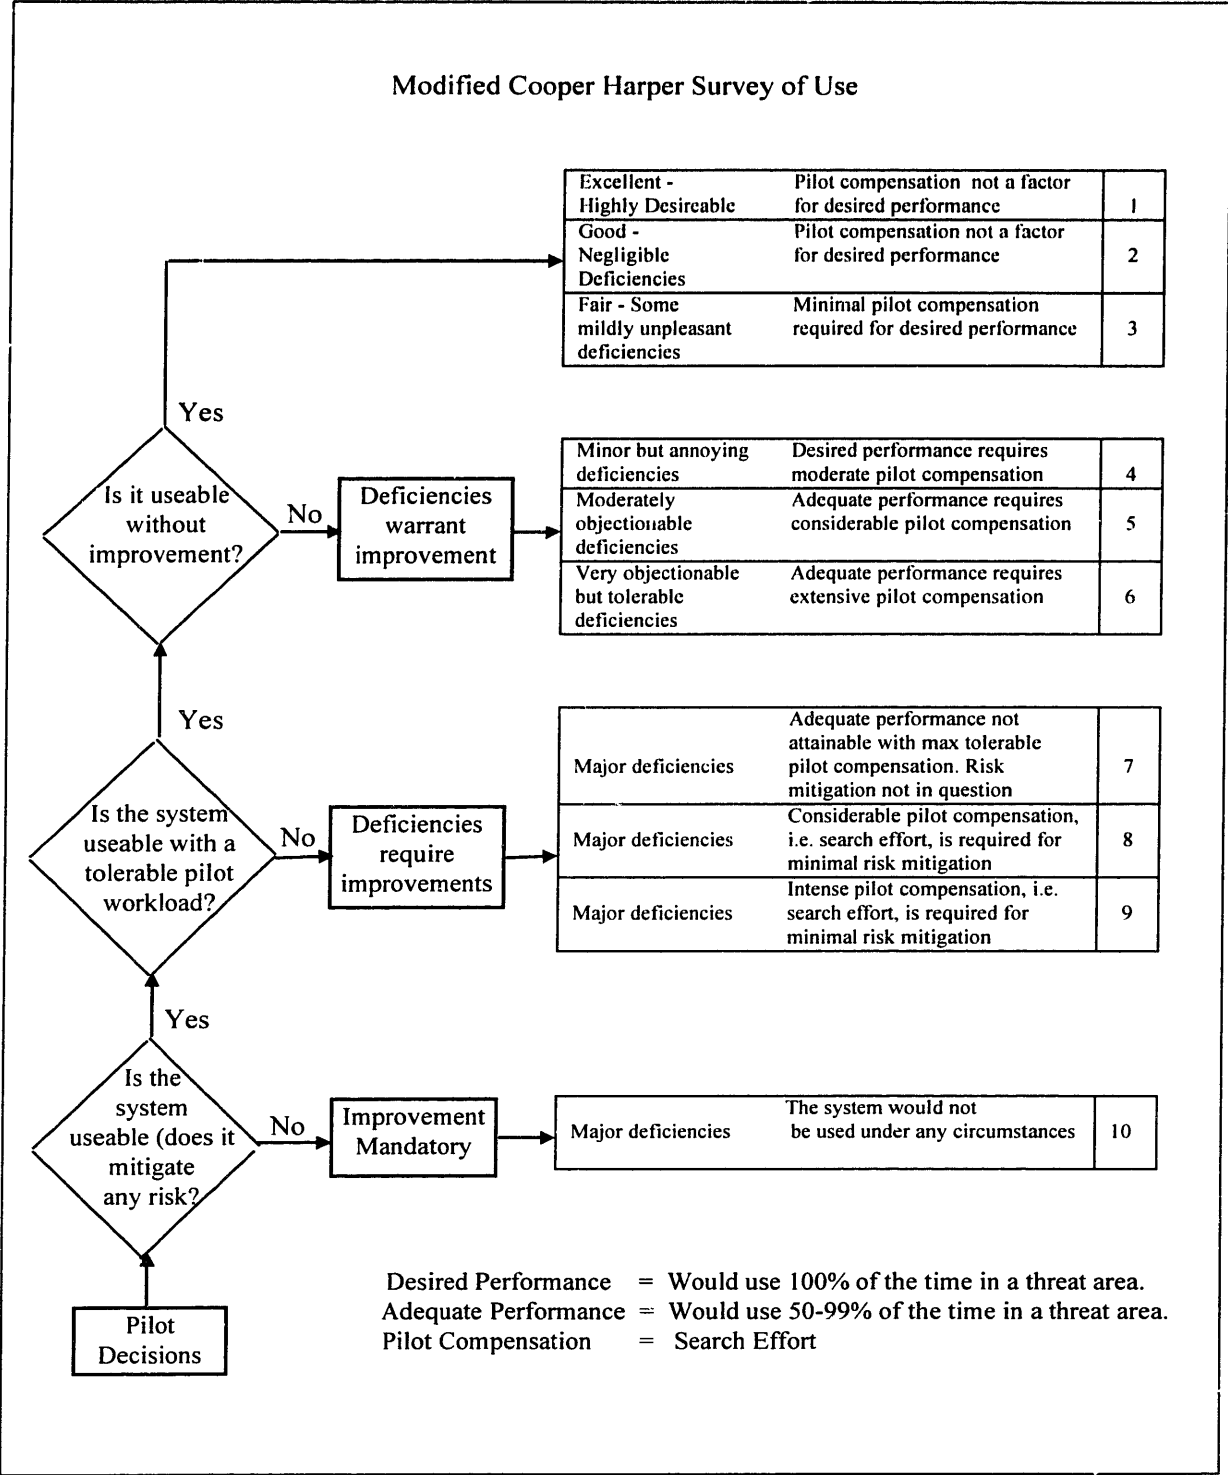 Modified Cooper Harper Survey of Use
Excellent - Pilot compensation not a factor
Highly Desireable for desired performance 1
Good - Pilot compensation not a factor
Negligible for desired performance 2
Deficiencies
Fair - Some Minimal pilot compensation
mildly unpleasant required for desired performance 3
deficiencies
Yes
Is it useable
without
improvement?
No
Deficiencies
warrant
improvement
Minor but annoying Desired performance requires
deficiencies moderate pilot compensation 4
Moderately Adequate performance requires
objectionable considerable pilot compensation 5
deficiencies
Very objectionable Adequate performance requires
but tolerable extensive pilot compensation 6
deficiencies
Yes
Is the system
useable with a
tolerable pilot
workload?
No
Deficiencies
require
improvements
Adequate performance not
attainable with max tolerable
Major deficiencies pilot compensation. Risk 7
mitigation not in question
Considerable pilot compensation,
Major deficiencies i.e. search effort, is required for 8
minimal risk mitigation
Intense pilot compensation, i.e.
Major deficiencies search effort, is required for 9
minimal risk mitigation
Yes
Is the
system
useable (does it
mitigate
any risk?
No
Improvement
Mandatory
The system would not
Major deficiencies be used under any circumstances 10
Pilot
Decisions
Desired Performance = Would use 100% of the time in a threat area.
Adequate Performance = Would use 50-99% of the time in a threat area.
Pilot Compensation = Search Effort